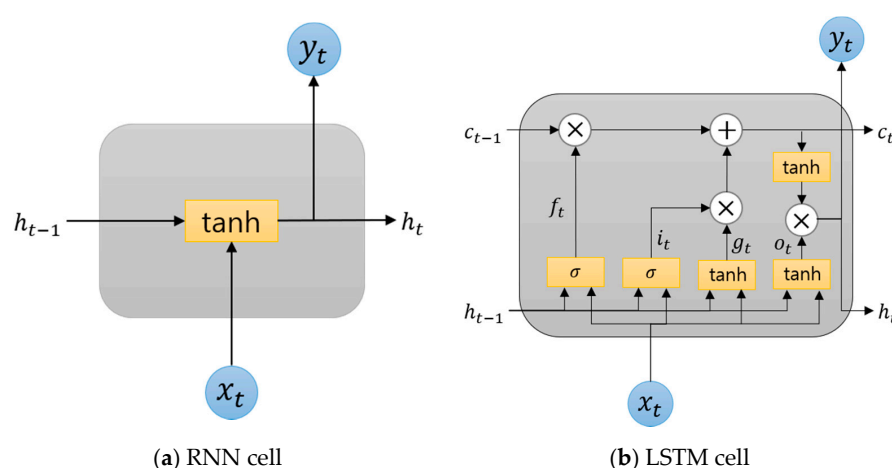 y_t
y_t
c_{t-1} × + c_t
tanh
h_{t-1} tanh h_t
f_t × ×
i_t g_t o_t
σ σ tanh tanh
h_{t-1} h_t
x_t x_t
(a) RNN cell (b) LSTM cell